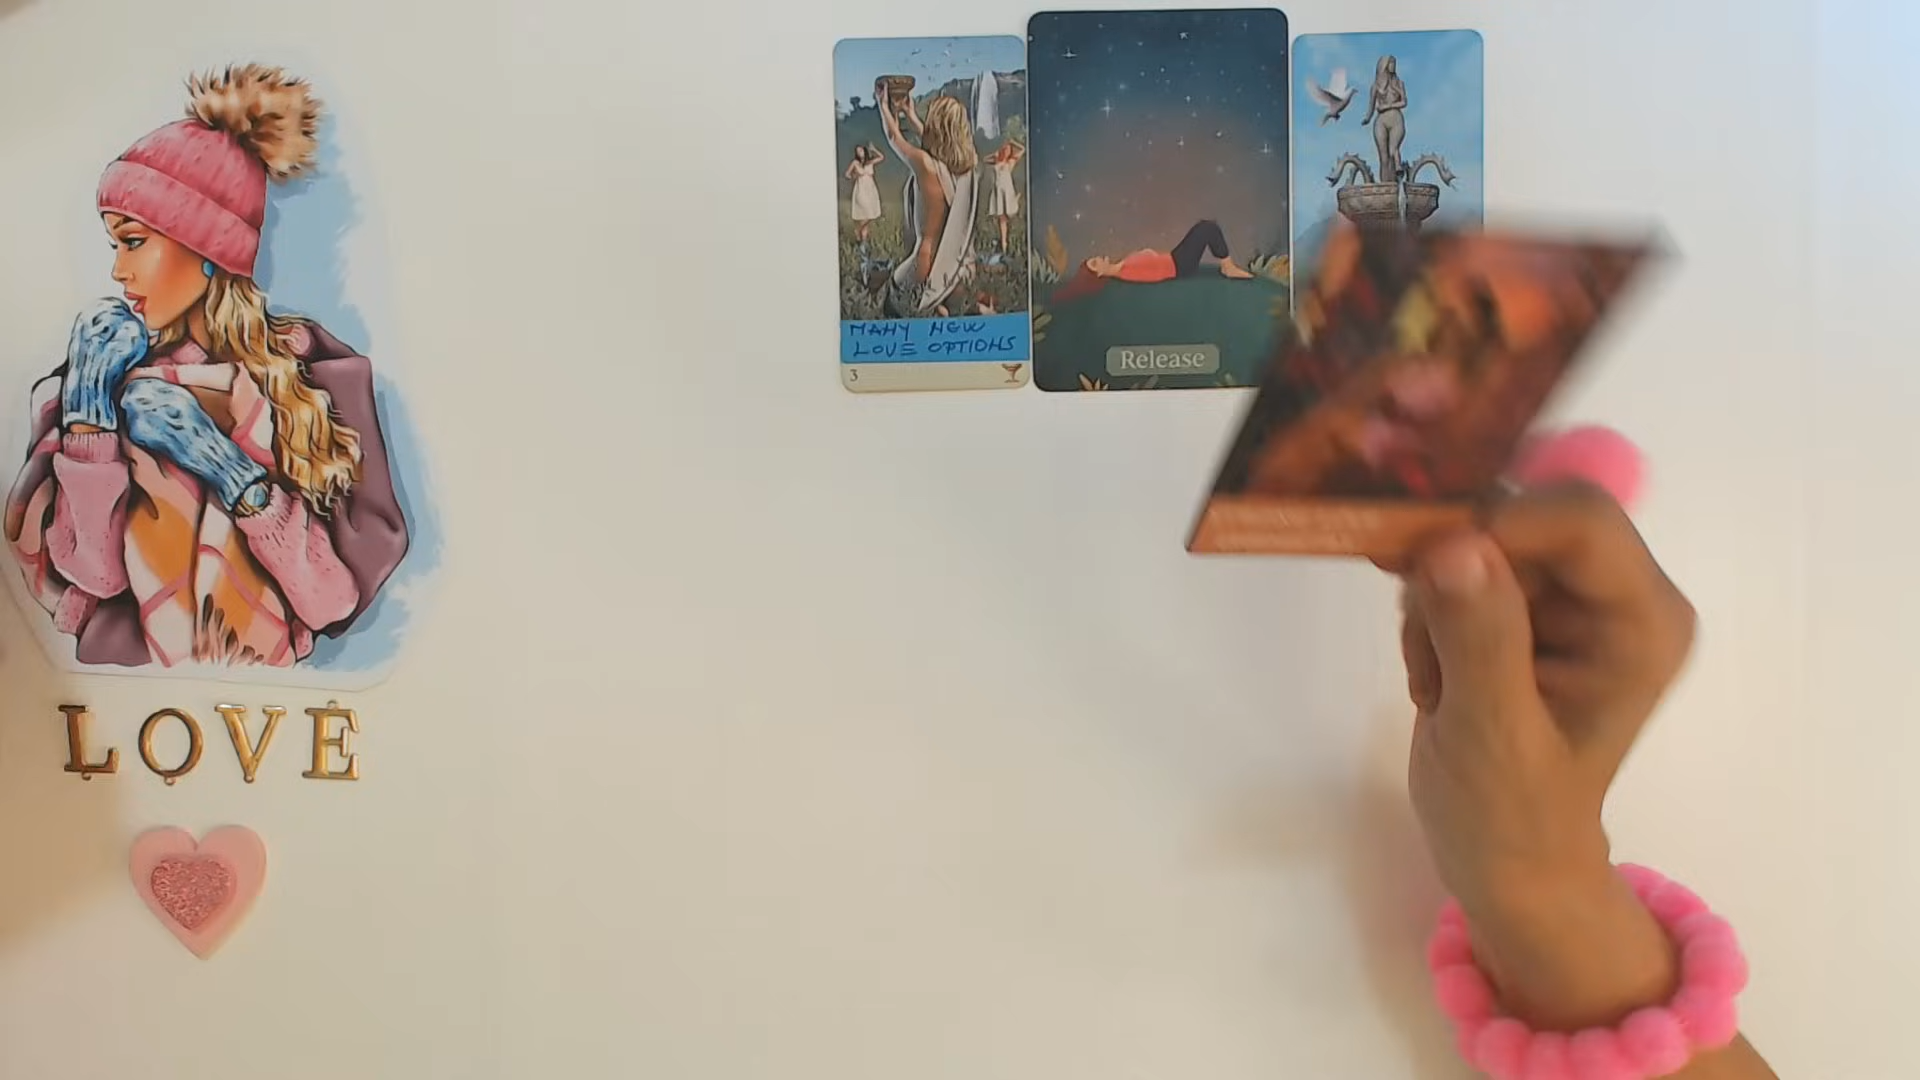 MANY NEW
LOVE OPTIONS
3
Release
LOVE